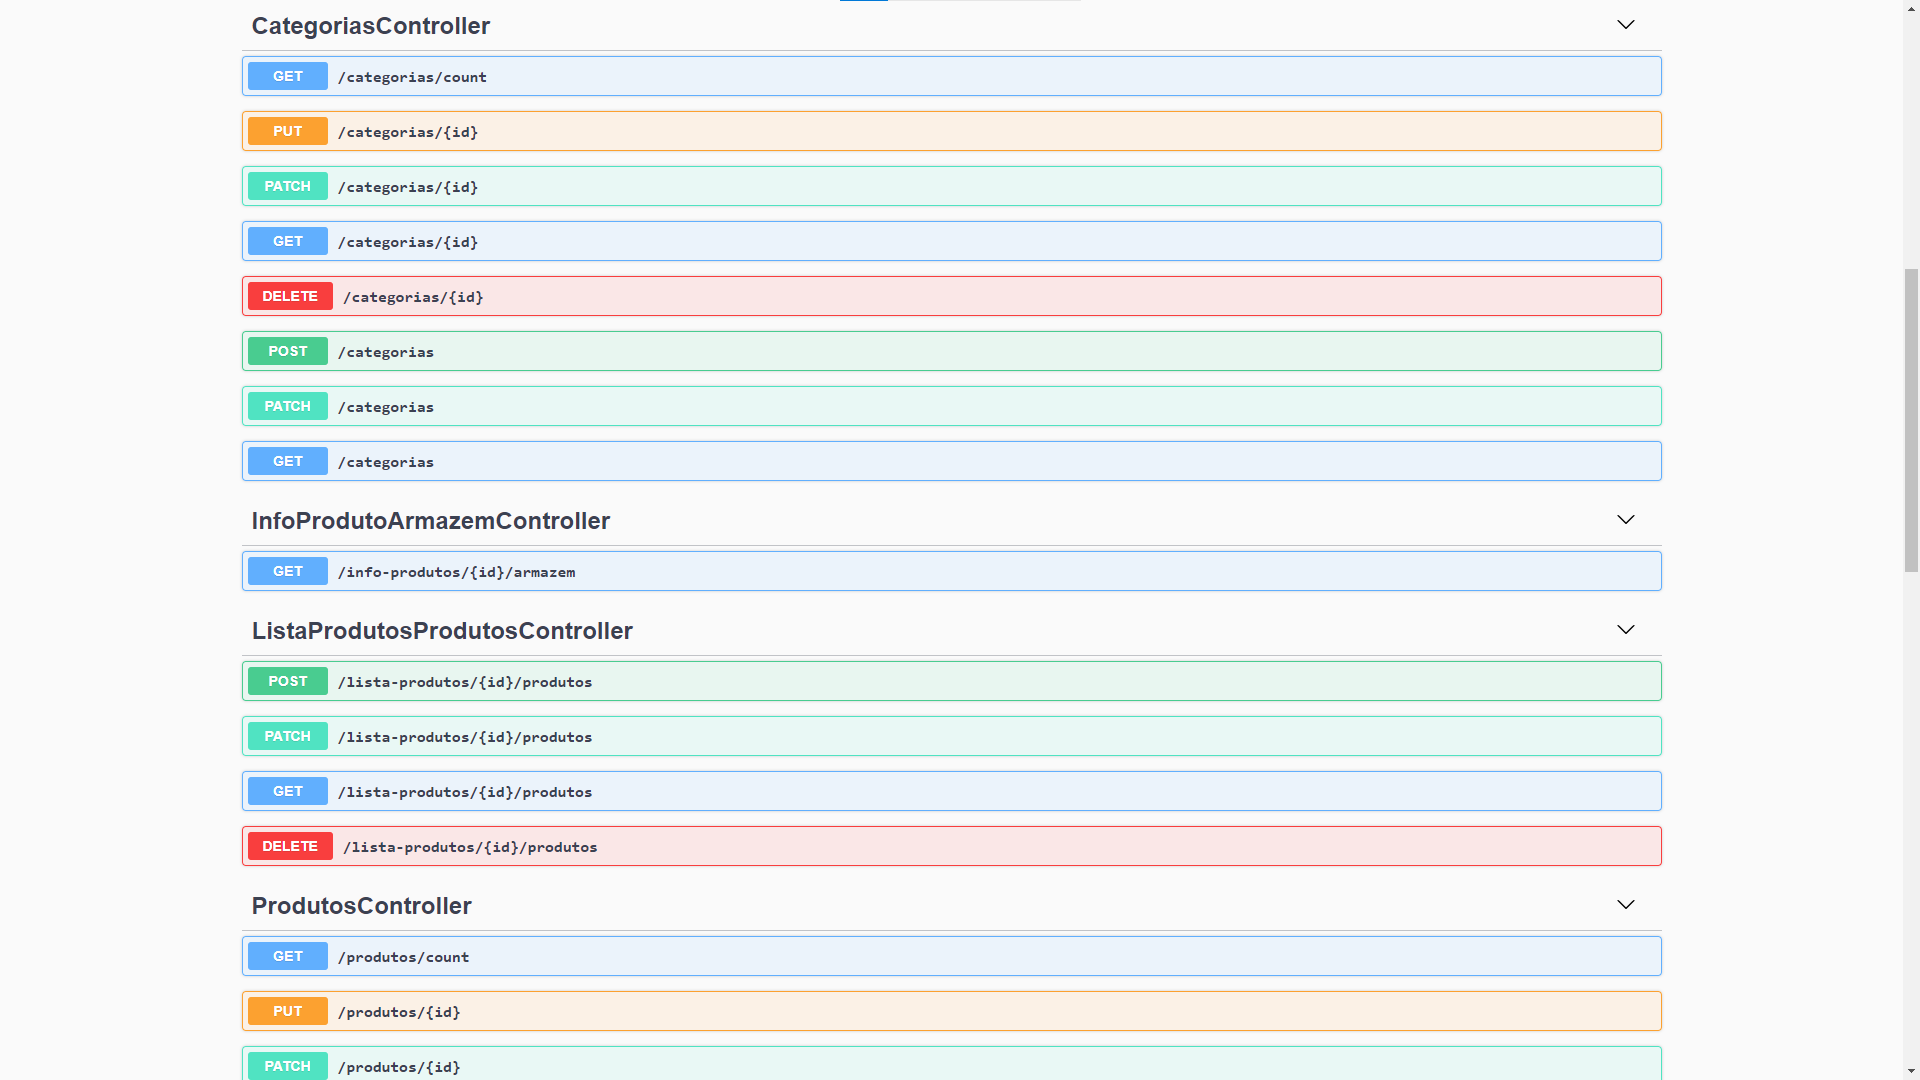 CategoriasController
GET /categorias/count
PUT /categorias/{id}
PATCH /categorias/{id}
GET /categorias/{id}
DELETE /categorias/{id}
POST /categorias
PATCH /categorias
GET /categorias
InfoProdutoArmazemController
GET /info-produtos/{id}/armazem
ListaProdutosProdutosController
POST /lista-produtos/{id}/produtos
PATCH /lista-produtos/{id}/produtos
GET /lista-produtos/{id}/produtos
DELETE /lista-produtos/{id}/produtos
ProdutosController
GET /produtos/count
PUT /produtos/{id}
PATCH /produtos/{id}